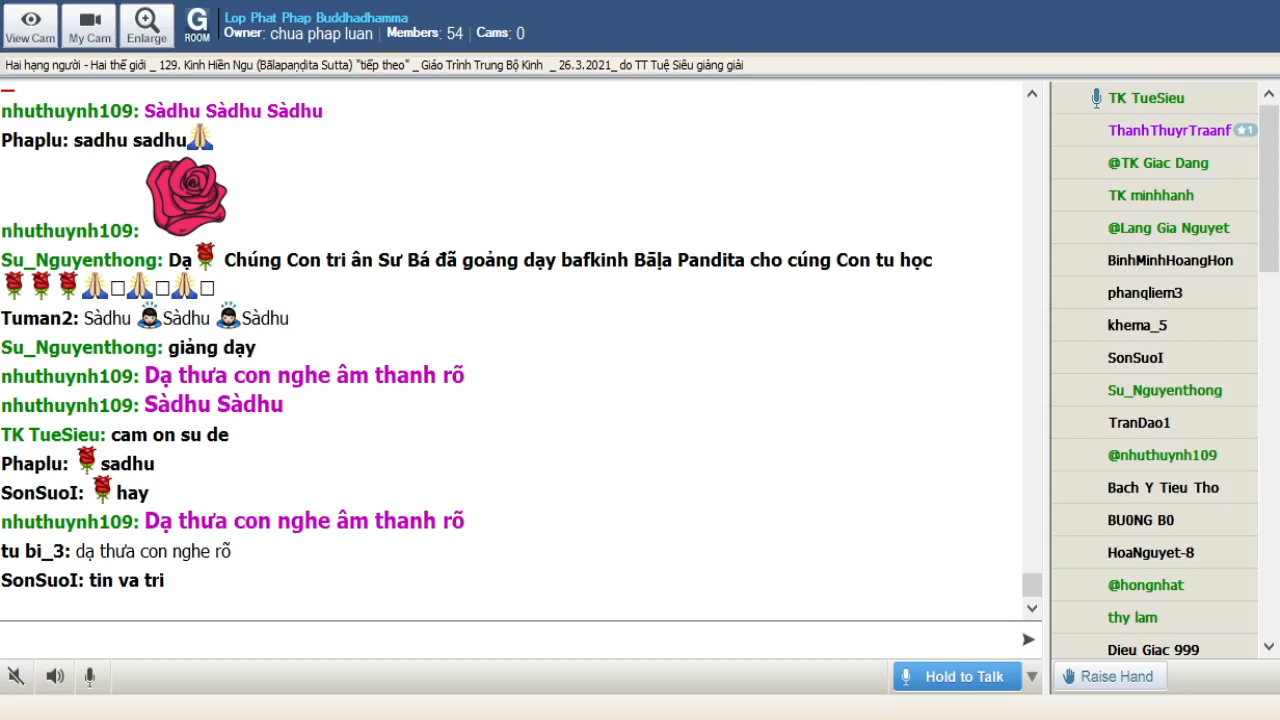 View Cam
My Cam
Enlarge
G
ROOM
Lop Phat Phap Buddhadhamma
Owner: chua phap luan Members: 54 Cams: 0
Hai hạng người - Hai thế giới _ 129. Kinh Hiền Ngu (Bālapaṇḍita Sutta) "tiếp theo" _ Giáo Trình Trung Bộ Kinh _ 26.3.2021_ do TT Tuệ Siêu giảng giải
nhuthuynh109: Sàdhu Sàdhu Sàdhu
Phaplu: sadhu sadhu
nhuthuynh109:
Su_Nguyenthong: Dạ Chúng Con tri ân Sư Bá đã goảng dạy bafkinh Bāḷa Pandita cho cúng Con tu học
Tuman2: Sàdhu Sàdhu Sàdhu
Su_Nguyenthong: giảng dạy
nhuthuynh109: Dạ thưa con nghe âm thanh rõ
nhuthuynh109: Sàdhu Sàdhu
TK TueSieu: cam on su de
Phaplu: sadhu
SonSuoI: hay
nhuthuynh109: Dạ thưa con nghe âm thanh rõ
tu bi_3: dạ thưa con nghe rõ
SonSuoI: tin va tri
Hold to Talk
TK TueSieu
ThanhThuyrTraanf 1
@TK Giac Dang
TK minhhanh
@Lang Gia Nguyet
BinhMinhHoangHon
phanqliem3
khema_5
SonSuoI
Su_Nguyenthong
TranDao1
@nhuthuynh109
Bach Y Tieu Tho
BU0NG B0
HoaNguyet-8
@hongnhat
thy lam
Dieu Giac 999
Raise Hand